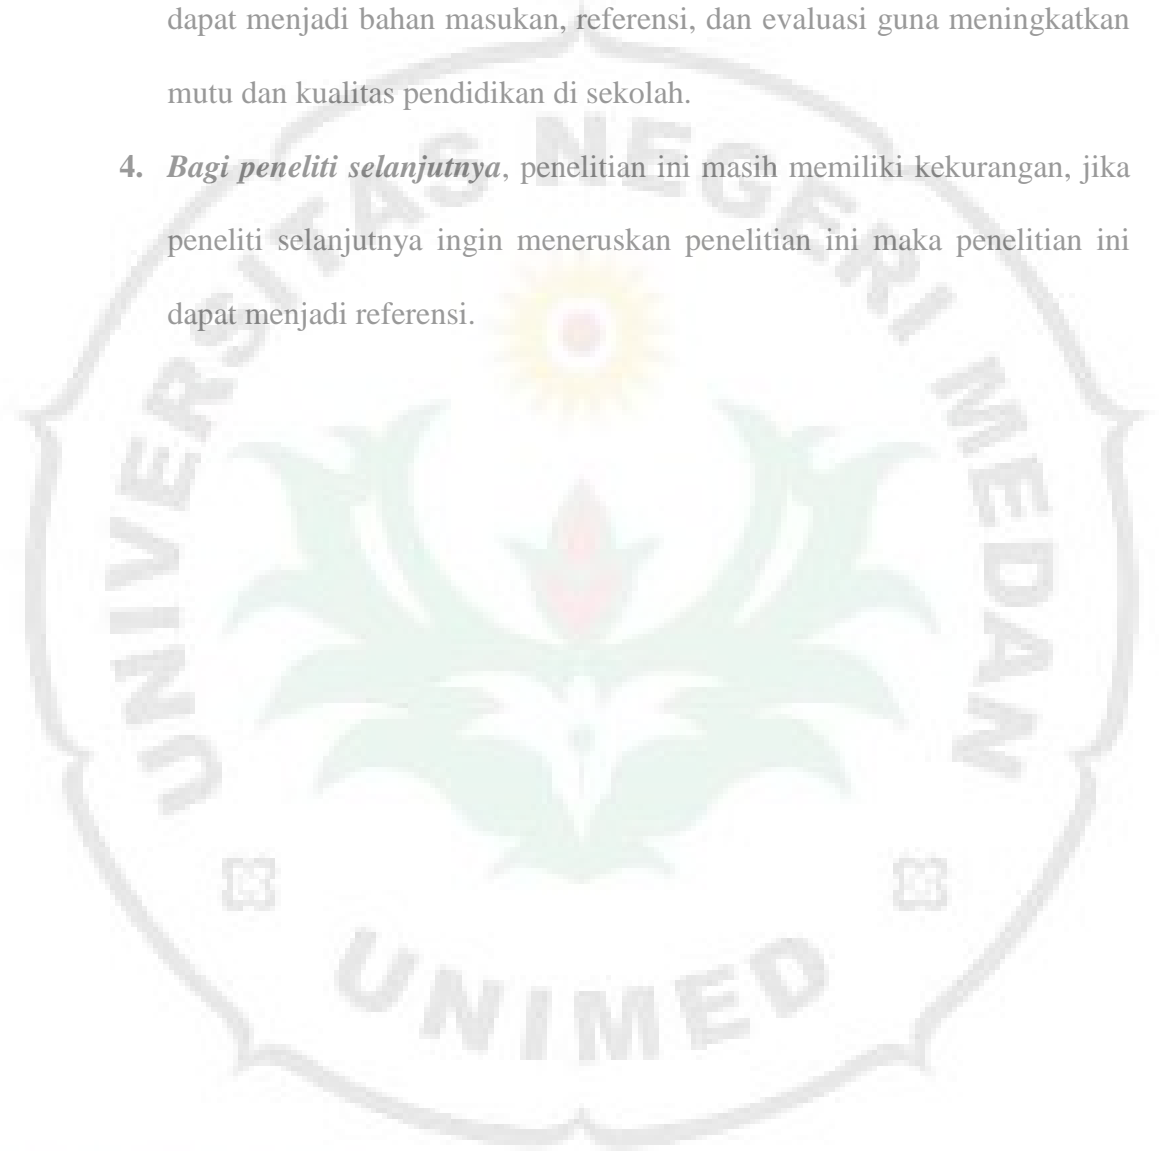 dapat menjadi bahan masukan, referensi, dan evaluasi guna meningkatkan
mutu dan kualitas pendidikan di sekolah.
4. Bagi peneliti selanjutnya, penelitian ini masih memiliki kekurangan, jika
peneliti selanjutnya ingin meneruskan penelitian ini maka penelitian ini
dapat menjadi referensi.
UNIVERSITAS NEGERI MEDAN
UNIMED